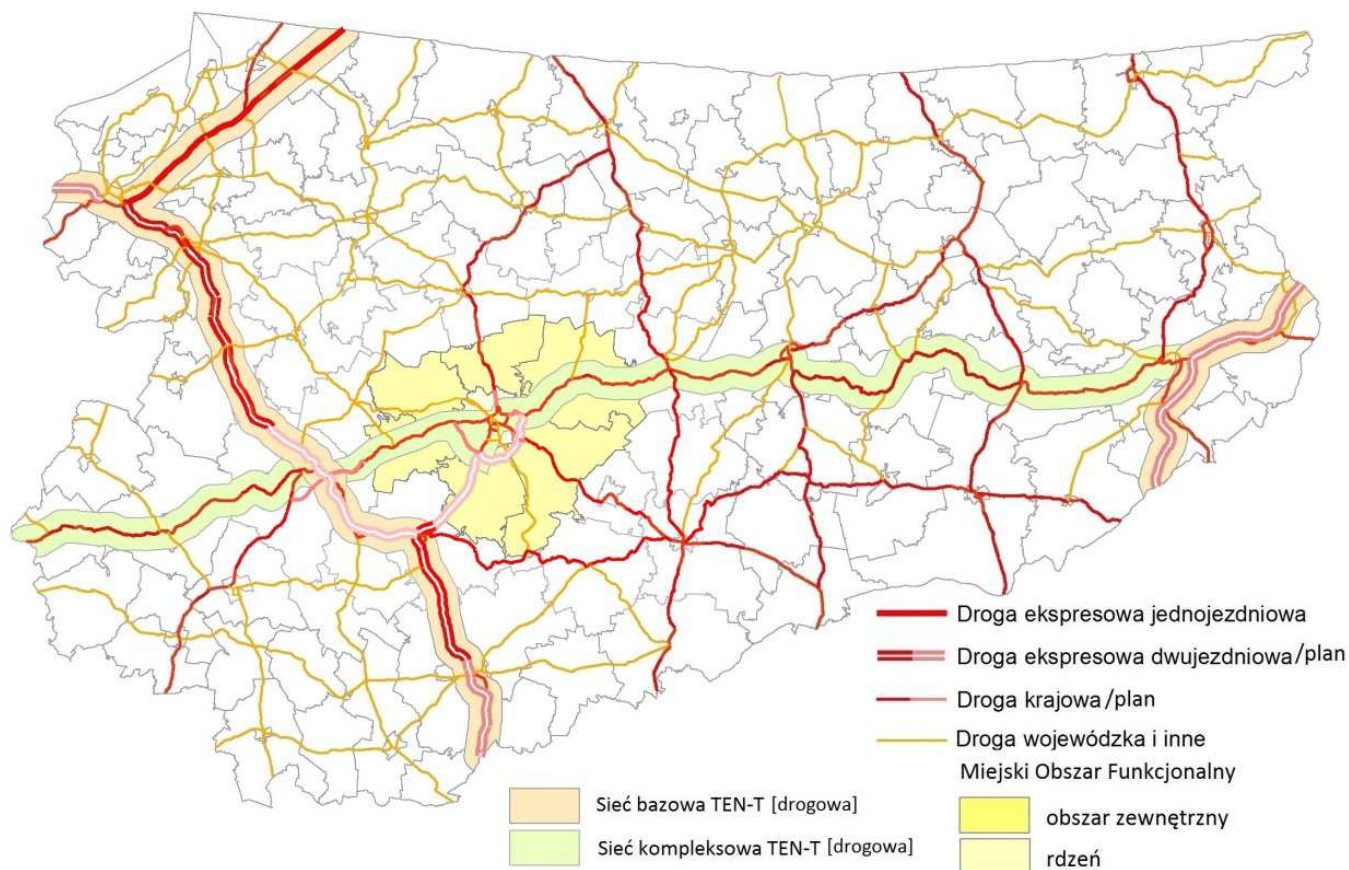 Droga ekspresowa jednojezdniowa
Droga ekspresowa dwujezdniowa/plan
Droga krajowa/plan
Droga wojewódzka i inne
Miejski Obszar Funkcjonalny
Sieć bazowa TEN-T [drogowa]
obszar zewnętrzny
Sieć kompleksowa TEN-T [drogowa]
rdzeń